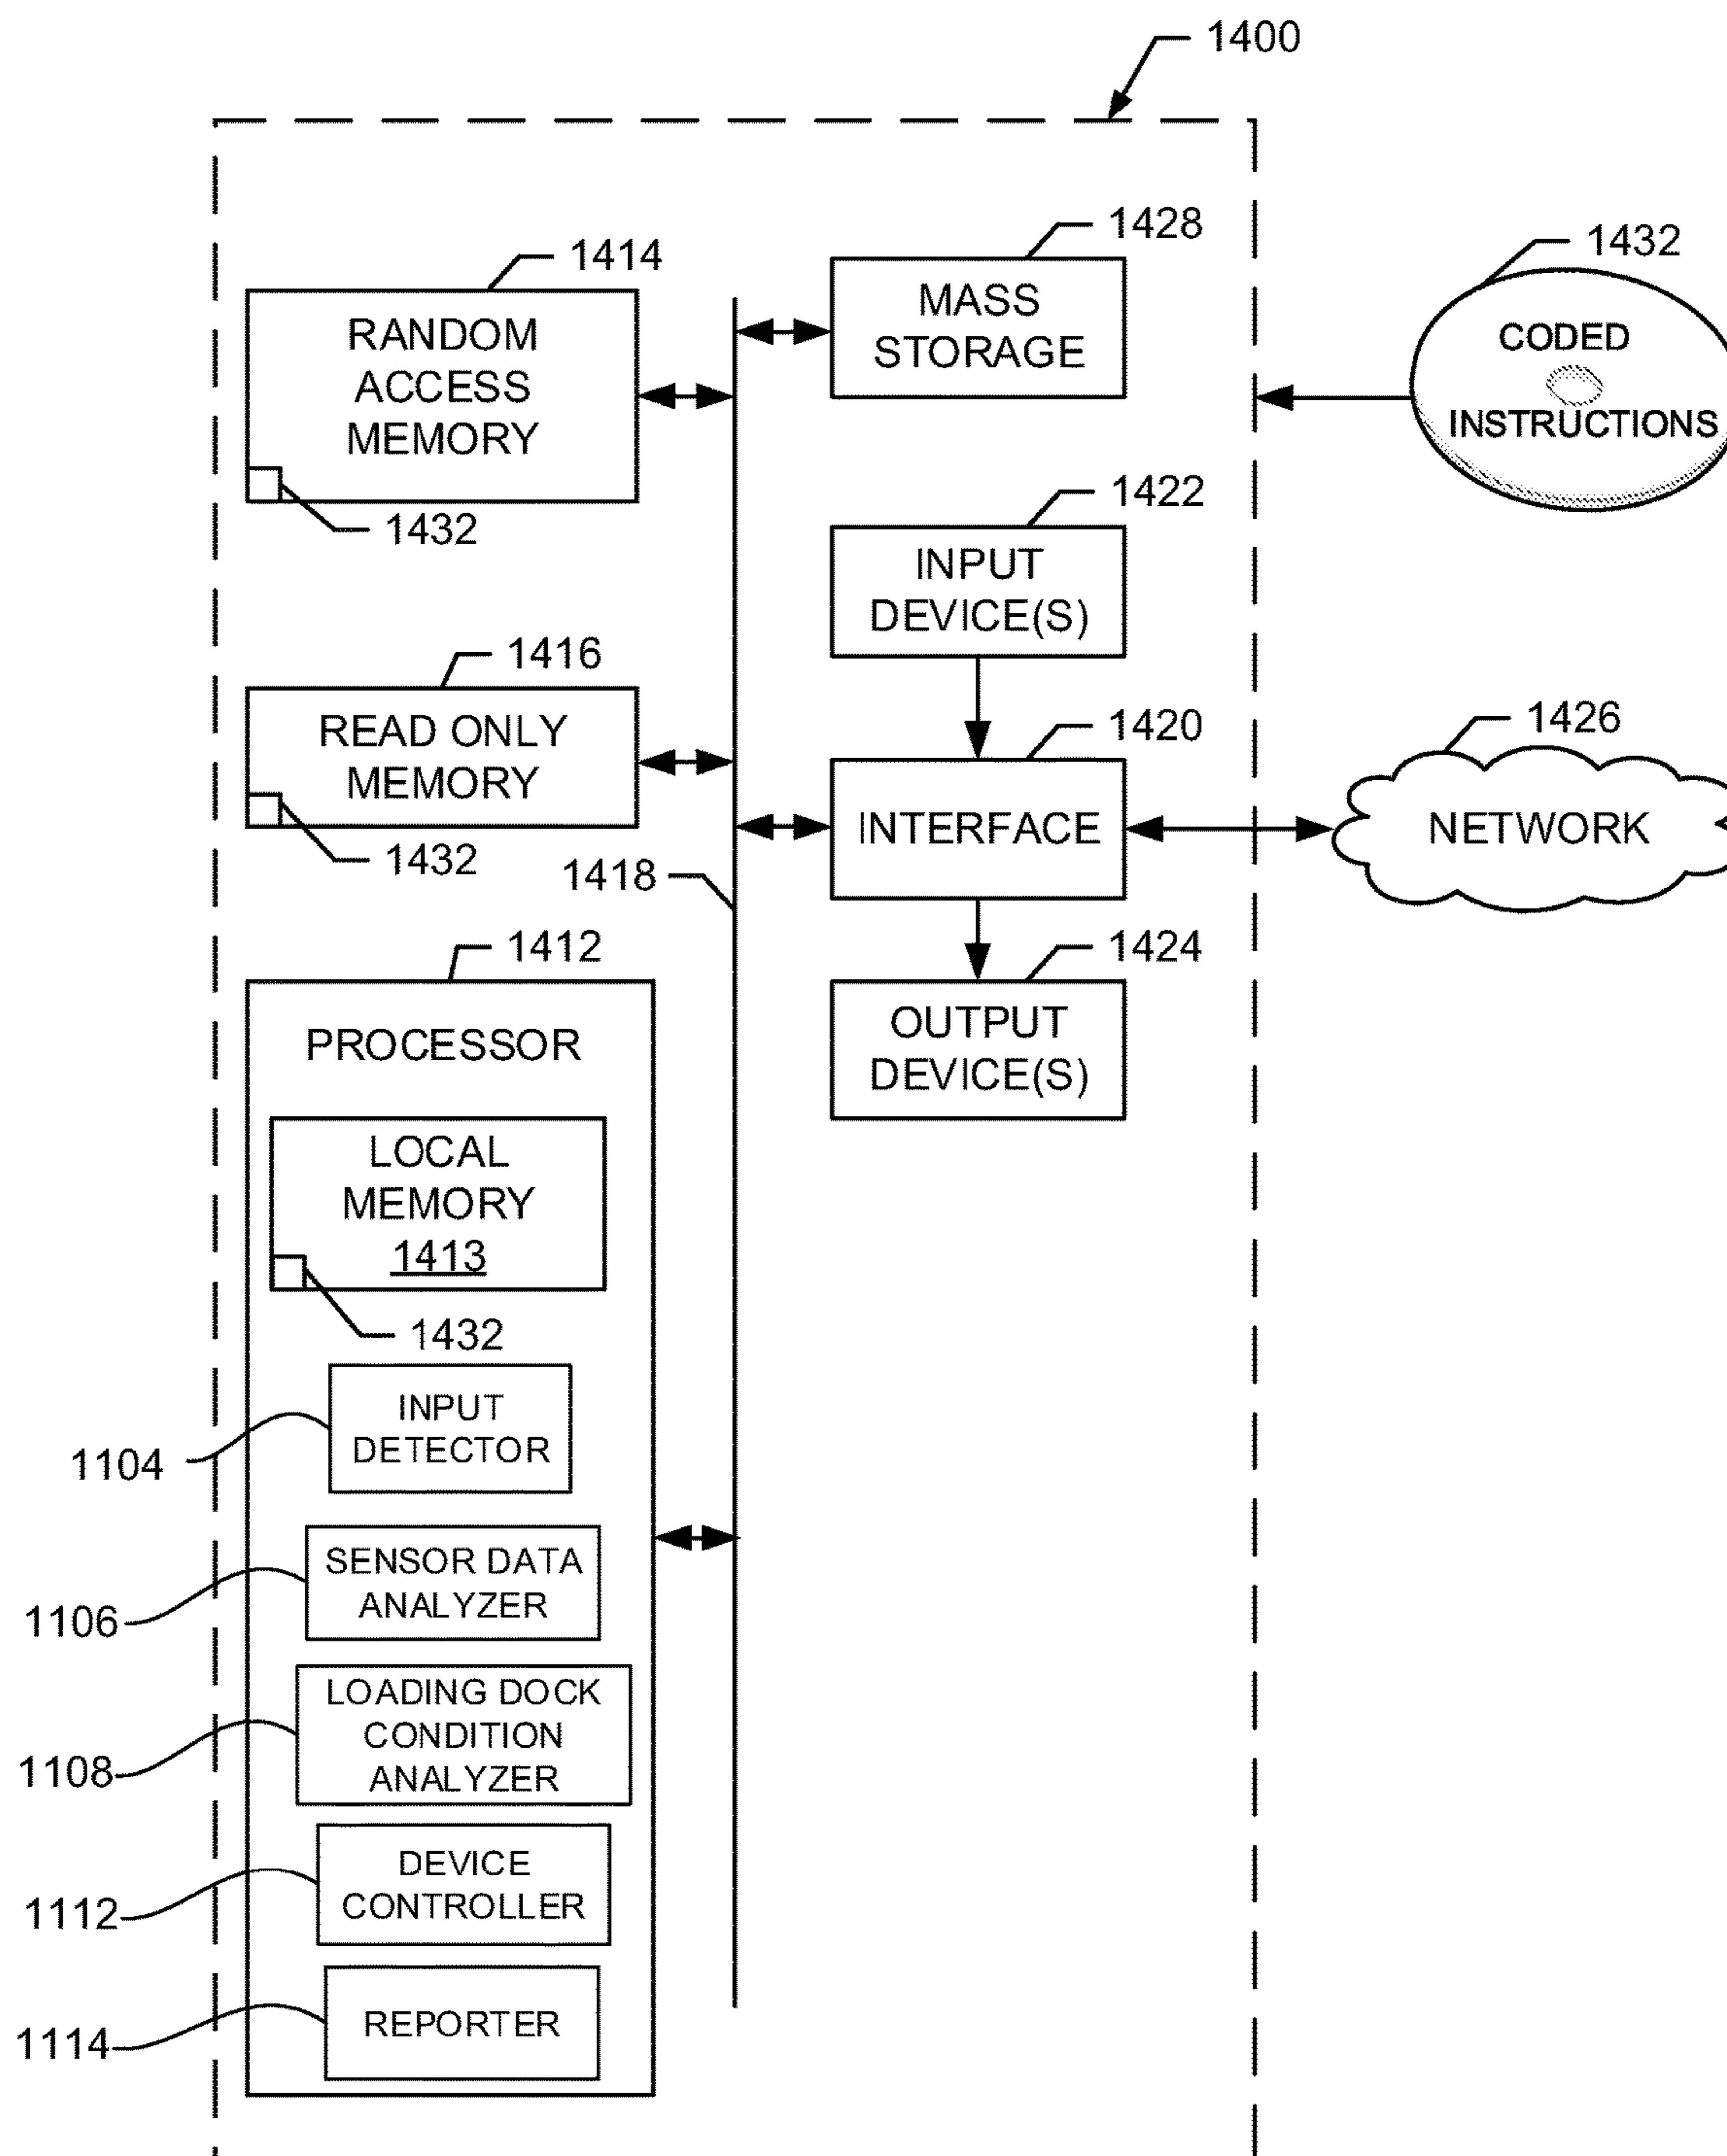 1400
1428
1414
1432
RANDOM
ACCESS
MEMORY
MASS
STORAGE
CODED
INSTRUCTIONS
1432
1422
INPUT
DEVICE(S)
1416
READ ONLY
MEMORY
1432
1420
INTERFACE
1426
NETWORK
1418
1412
1424
OUTPUT
DEVICE(S)
PROCESSOR
LOCAL
MEMORY
1413
1432
INPUT
DETECTOR
1104
SENSOR DATA
ANALYZER
1106
LOADING DOCK
CONDITION
ANALYZER
1108
DEVICE
CONTROLLER
1112
REPORTER
1114